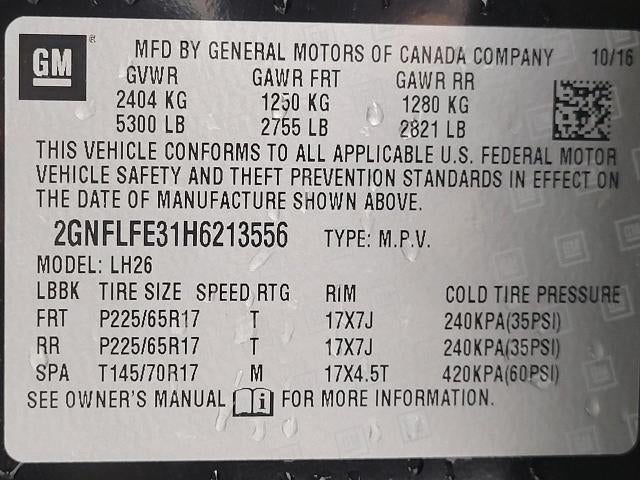 GM ® MFD BY GENERAL MOTORS OF CANADA COMPANY 10/16
GVWR GAWR FRT GAWR RR
2404 KG 1250 KG 1280 KG
5300 LB 2755 LB 2821 LB
THIS VEHICLE CONFORMS TO ALL APPLICABLE U.S. FEDERAL MOTOR
VEHICLE SAFETY AND THEFT PREVENTION STANDARDS IN EFFECT ON
THE DATE OF MANUFACTURE SHOWN ABOVE.
2GNFLFE31H6213556 TYPE: M.P.V.
MODEL: LH26
LBBK TIRE SIZE SPEED RTG RIM COLD TIRE PRESSURE
FRT P225/65R17 T 17X7J 240KPA(35PSI)
RR P225/65R17 T 17X7J 240KPA(35PSI)
SPA T145/70R17 M 17X4.5T 420KPA(60PSI)
SEE OWNER'S MANUAL i FOR MORE INFORMATION.